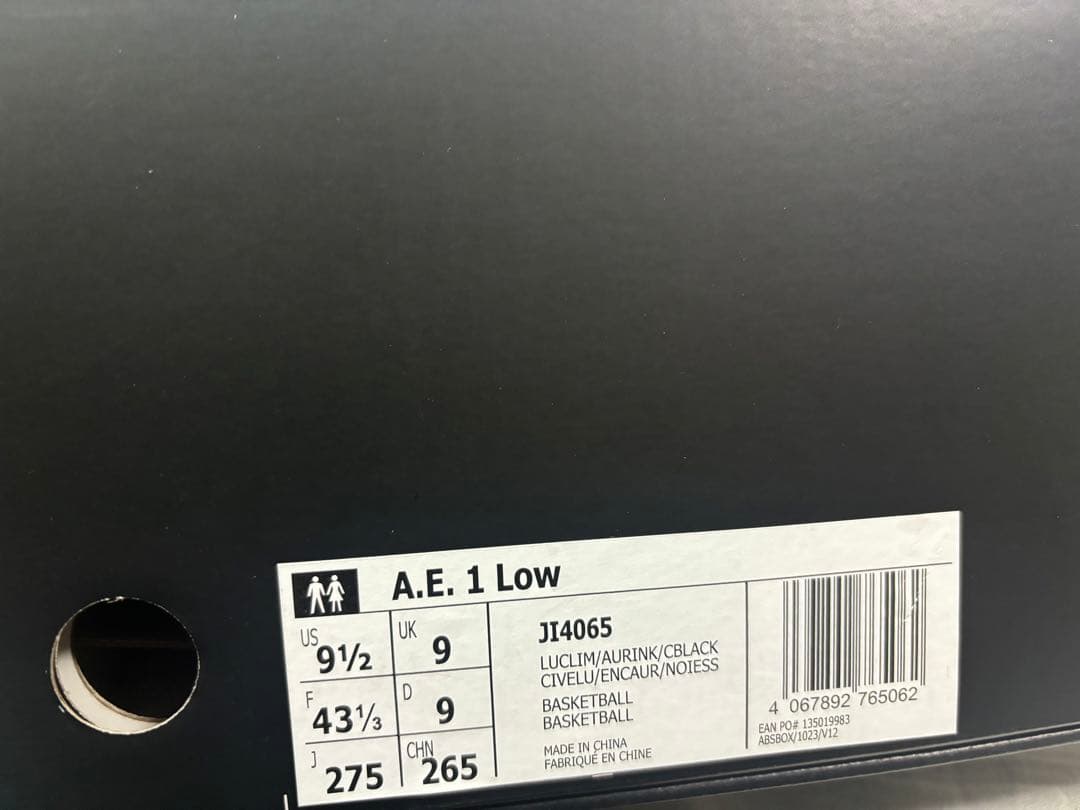 A.E. 1 Low
US 9½
UK 9
F 43⅓
D 9
J 275
CHN 265
JI4065
LUCLIM/AURINK/CBLACK
CIVELU/ENCAUR/NOIESS
BASKETBALL
BASKETBALL
MADE IN CHINA
FABRIQUÉ EN CHINE
4 067892 765062
EAN PO# 135019983
ABSBOX/1023/V12